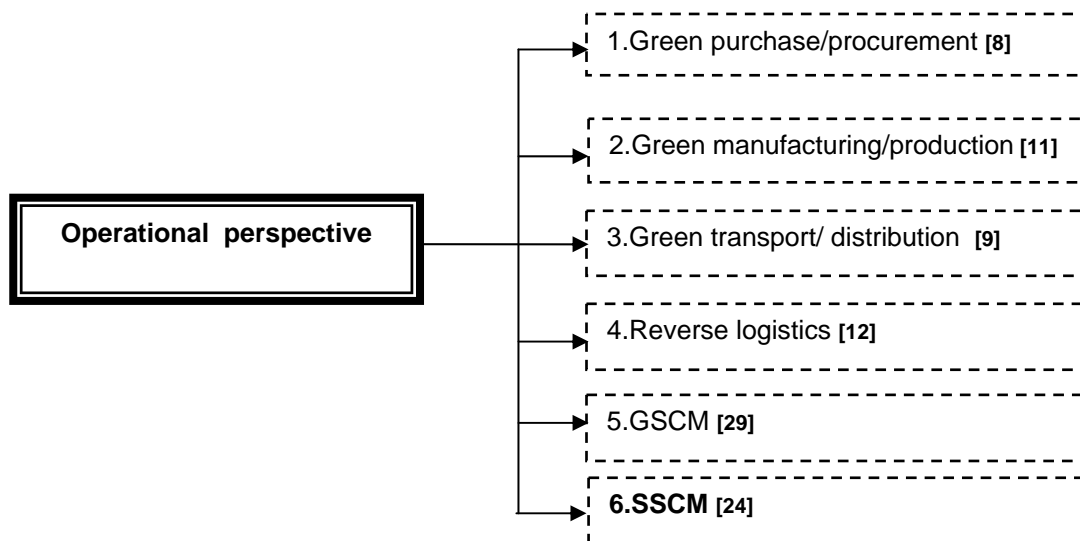 1.Green purchase/procurement [8]
2.Green manufacturing/production [11]
Operational perspective
3.Green transport/ distribution [9]
4.Reverse logistics [12]
5.GSCM [29]
6.SSCM [24]